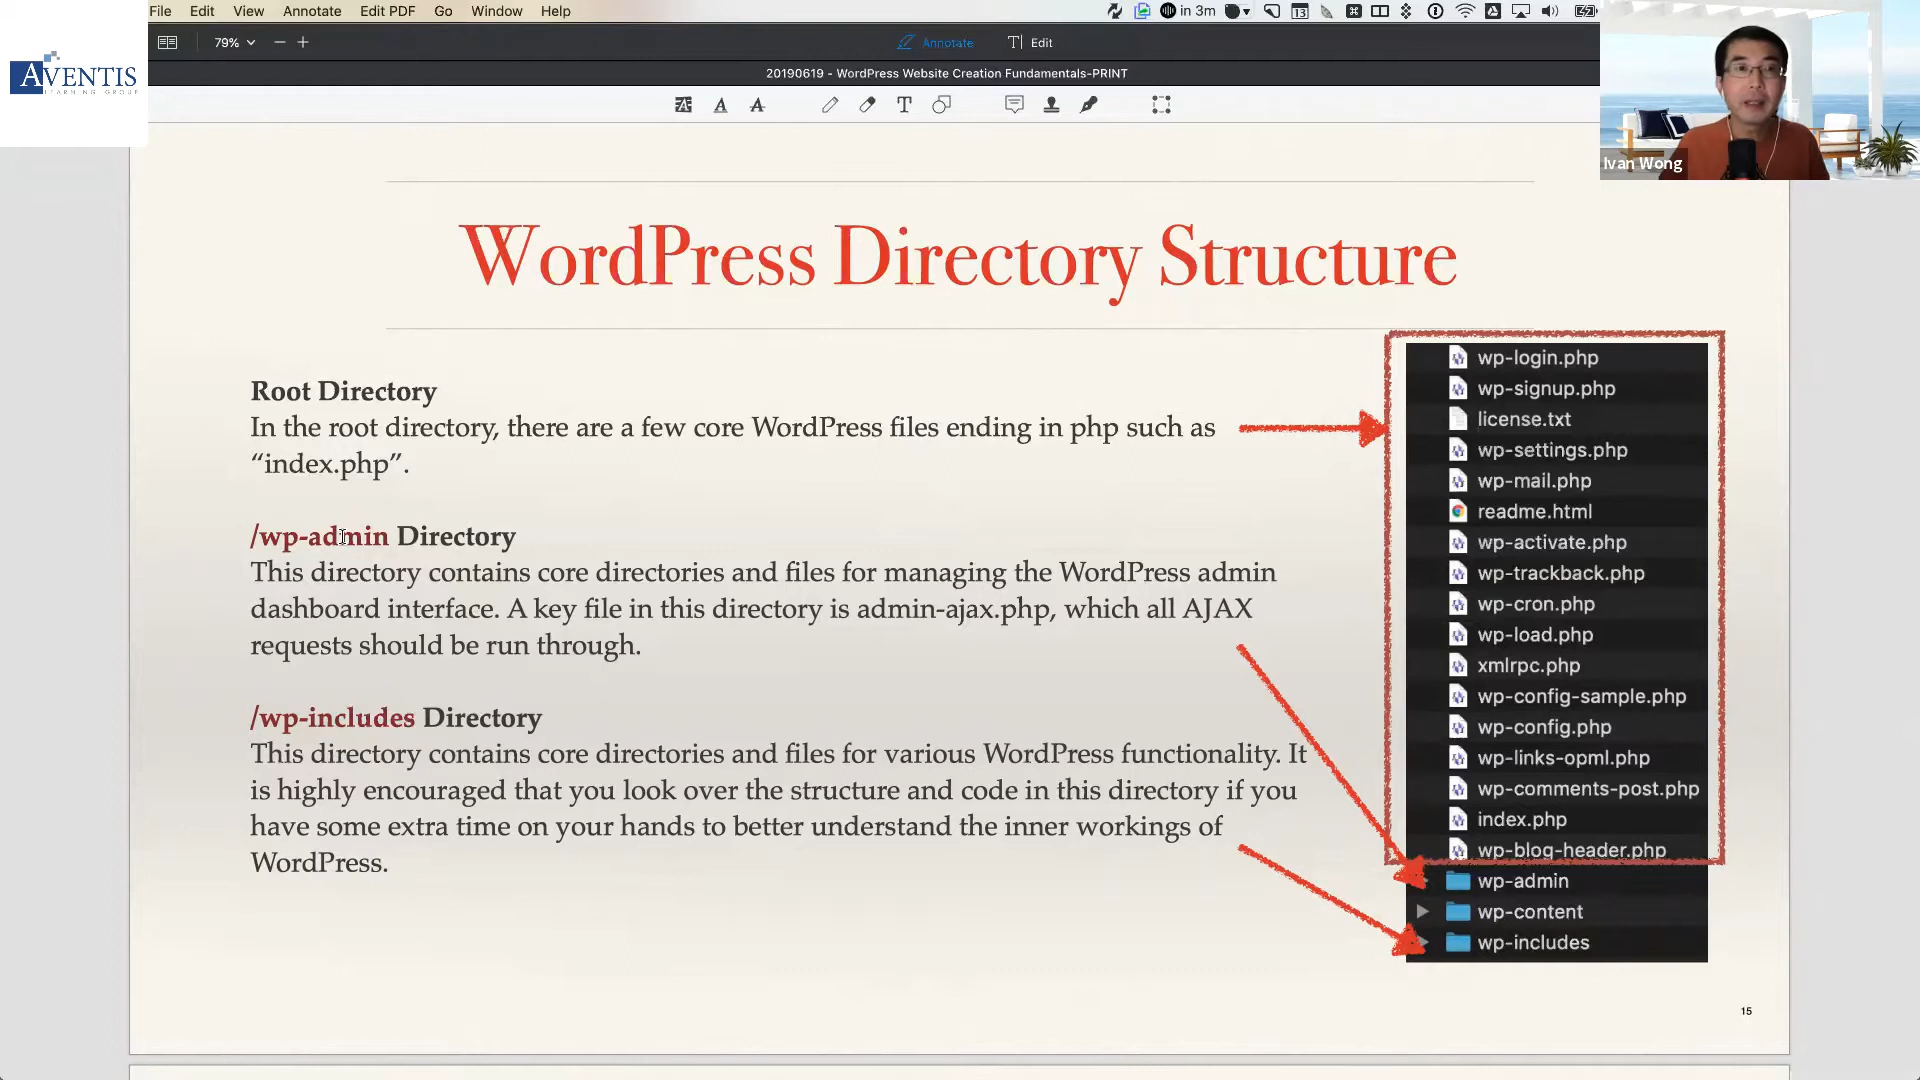 File Edit View Annotate Edit PDF Go Window Help
in 3m
13
AVENTIS
LEARNING GROUP
79%
Annotate
Edit
20190619 - WordPress Website Creation Fundamentals-PRINT
Ivan Wong
WordPress Directory Structure
Root Directory
In the root directory, there are a few core WordPress files ending in php such as
“index.php”.
/wp-admin Directory
This directory contains core directories and files for managing the WordPress admin
dashboard interface. A key file in this directory is admin-ajax.php, which all AJAX
requests should be run through.
/wp-includes Directory
This directory contains core directories and files for various WordPress functionality. It
is highly encouraged that you look over the structure and code in this directory if you
have some extra time on your hands to better understand the inner workings of
WordPress.
wp-login.php
wp-signup.php
license.txt
wp-settings.php
wp-mail.php
readme.html
wp-activate.php
wp-trackback.php
wp-cron.php
wp-load.php
xmlrpc.php
wp-config-sample.php
wp-config.php
wp-links-opml.php
wp-comments-post.php
index.php
wp-blog-header.php
wp-admin
wp-content
wp-includes
15